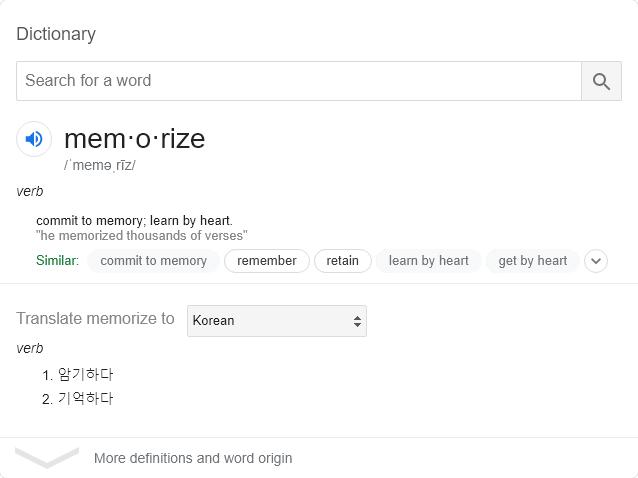 Dictionary
Search for a word
mem·o·rize
/ˈmeməˌrīz/
verb
commit to memory; learn by heart.
"he memorized thousands of verses"
Similar: commit to memory remember retain learn by heart get by heart
Translate memorize to Korean
verb
1. 암기하다
2. 기억하다
More definitions and word origin